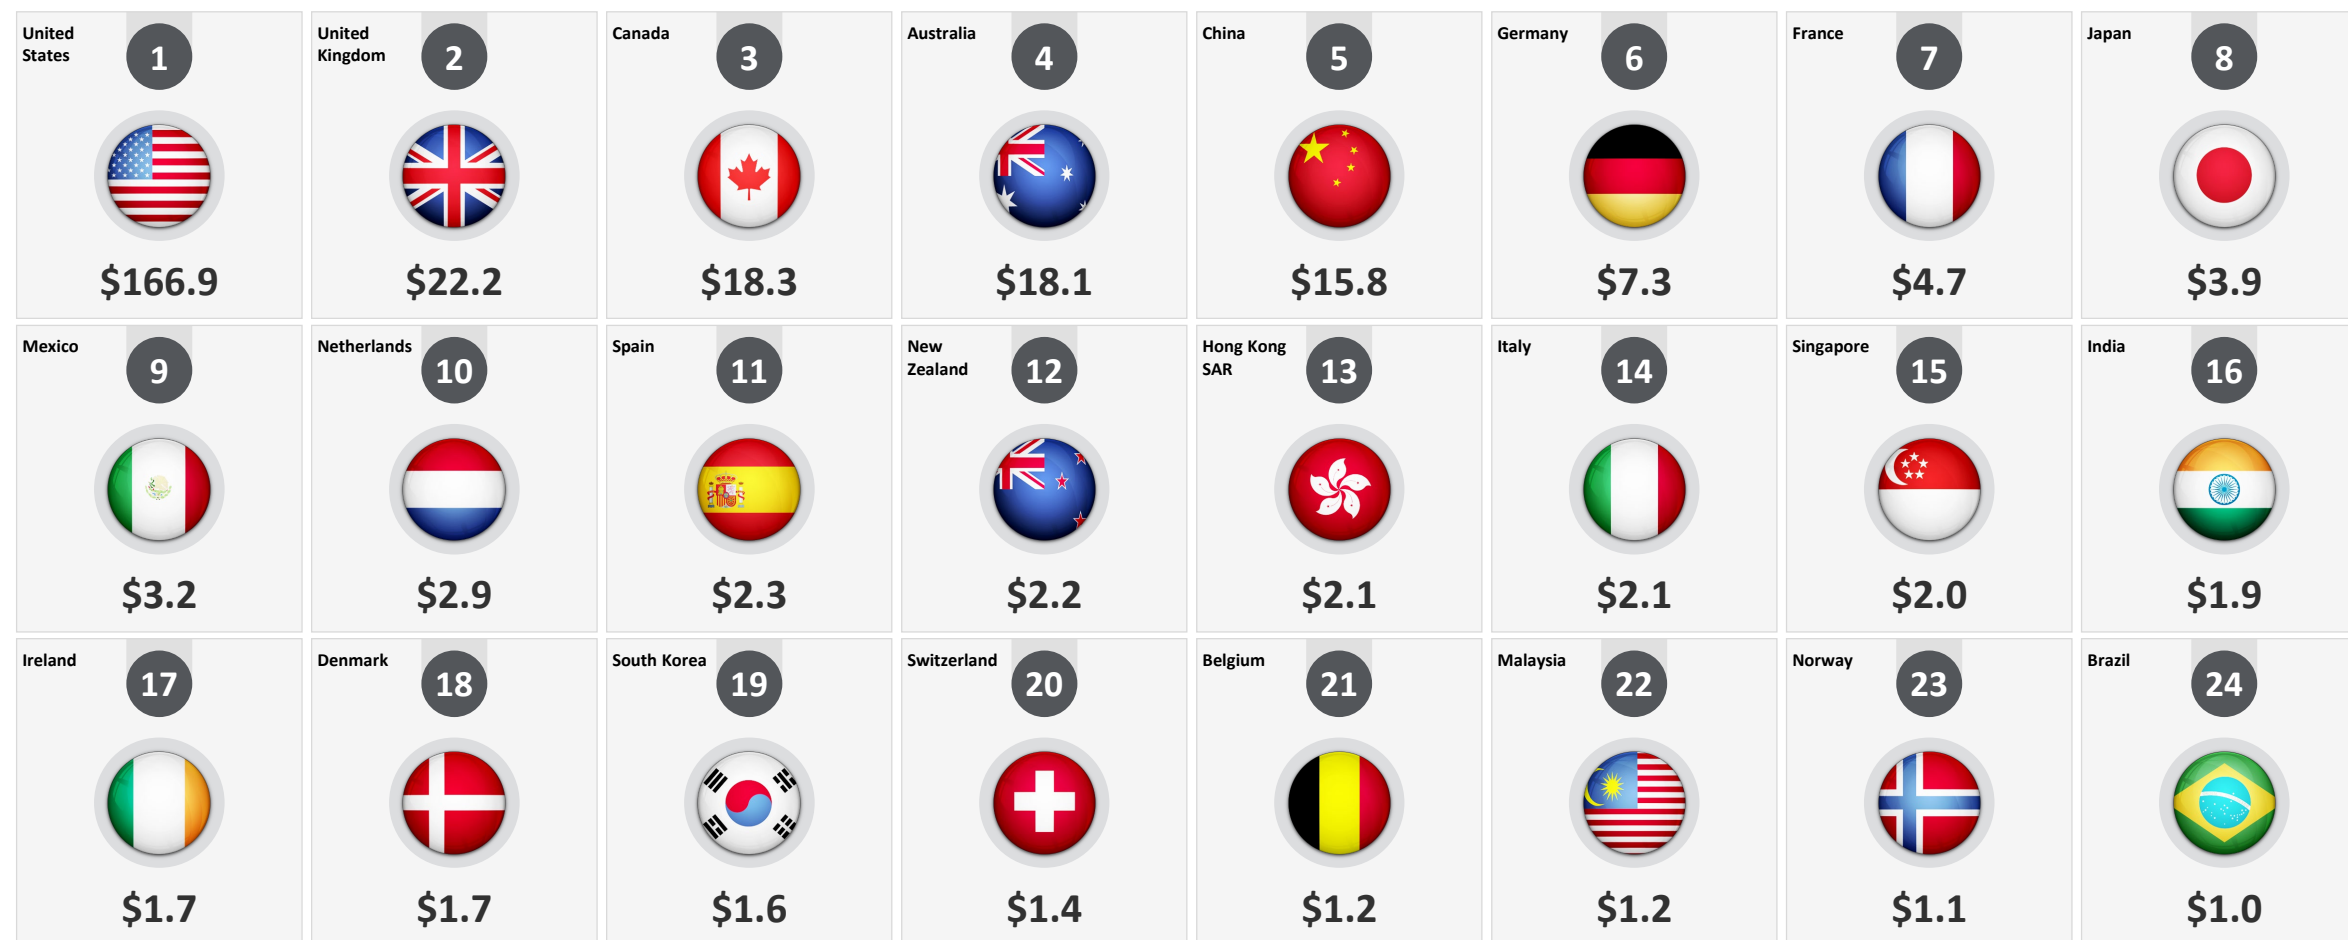 United
States
1
$166.9
United
Kingdom
2
$22.2
Canada
3
$18.3
Australia
4
$18.1
China
5
$15.8
Germany
6
$7.3
France
7
$4.7
Japan
8
$3.9
Mexico
9
$3.2
Netherlands
10
$2.9
Spain
11
$2.3
New
Zealand
12
$2.2
Hong Kong
SAR
13
$2.1
Italy
14
$2.1
Singapore
15
$2.0
India
16
$1.9
Ireland
17
$1.7
Denmark
18
$1.7
South Korea
19
$1.6
Switzerland
20
$1.4
Belgium
21
$1.2
Malaysia
22
$1.2
Norway
23
$1.1
Brazil
24
$1.0